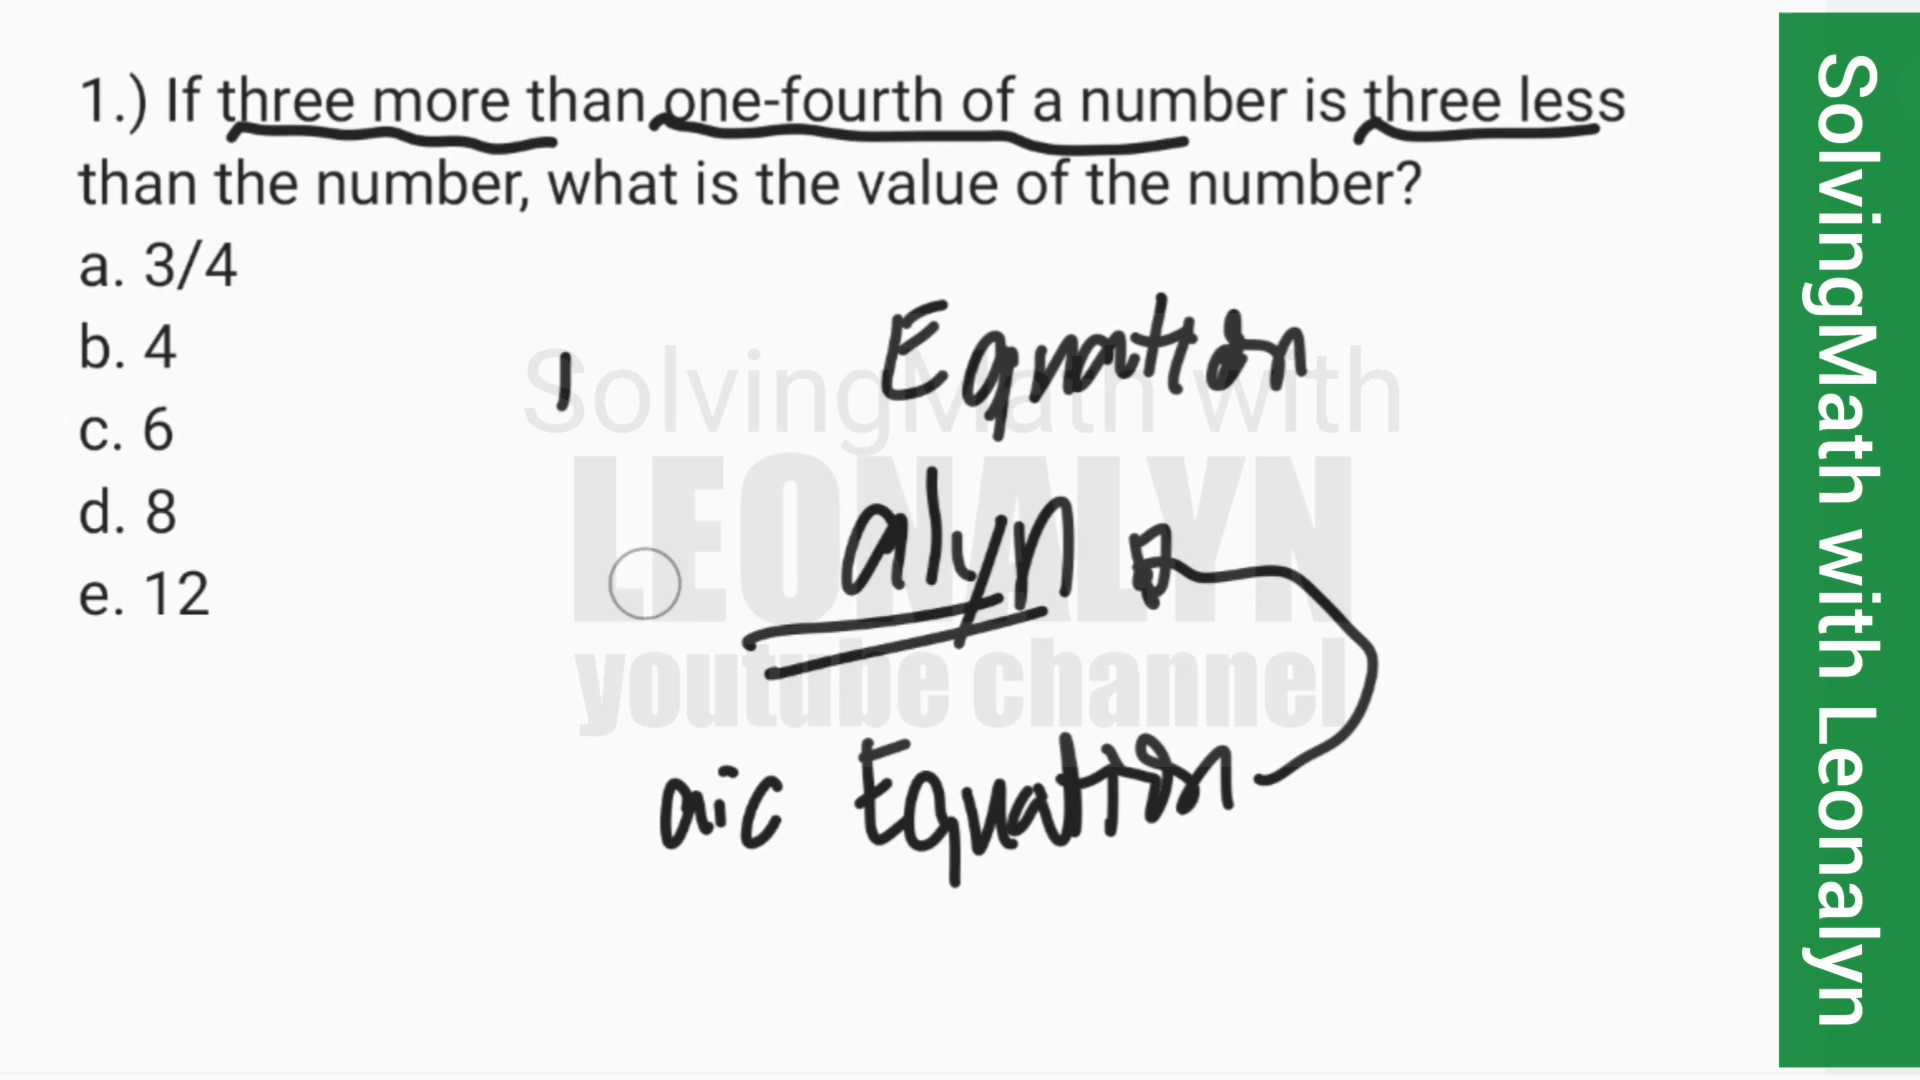 1.) If three more than one-fourth of a number is three less
than the number, what is the value of the number?
a. 3/4
b. 4
c. 6
d. 8
e. 12
Equation
SolvingMath with
LEONALYN
alyn
youtube channel
aic Equation
SolvingMath with Leonalyn